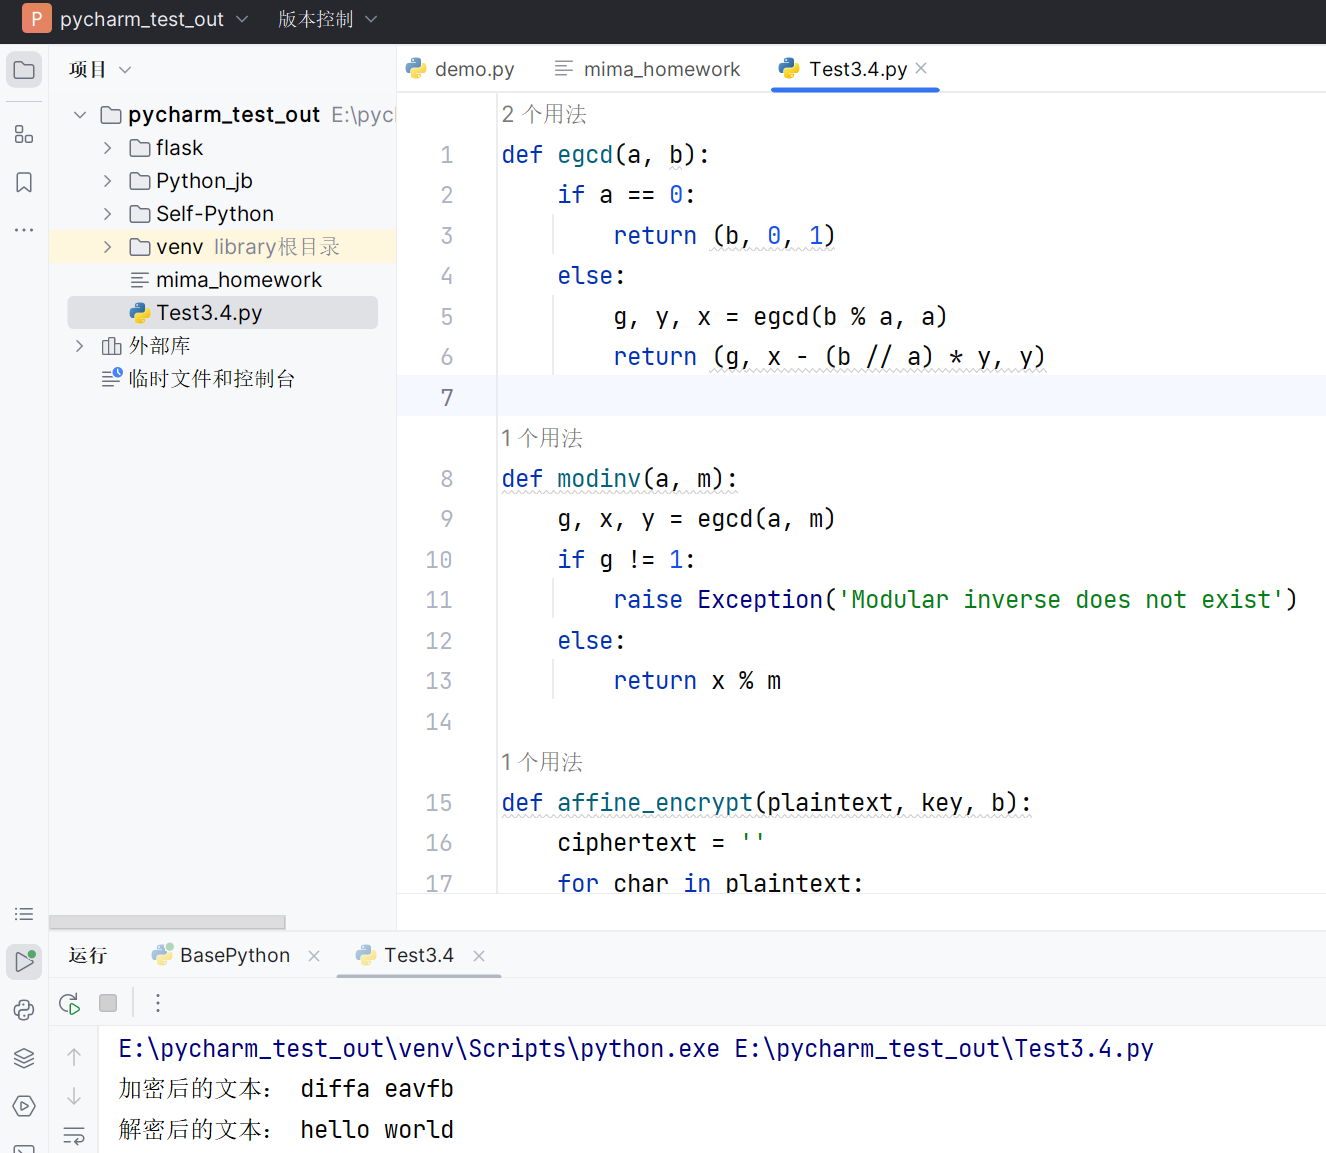 P pycharm_test_out 版本控制
项目
pycharm_test_out E:\pyc
flask
Python_jb
Self-Python
venv library根目录
mima_homework
Test3.4.py
外部库
临时文件和控制台
demo.py mima_homework Test3.4.py
2 个用法
1 def egcd(a, b):
2 if a == 0:
3 return (b, 0, 1)
4 else:
5 g, y, x = egcd(b % a, a)
6 return (g, x - (b // a) * y, y)
7
1 个用法
8 def modinv(a, m):
9 g, x, y = egcd(a, m)
10 if g != 1:
11 raise Exception('Modular inverse does not exist')
12 else:
13 return x % m
14
1 个用法
15 def affine_encrypt(plaintext, key, b):
16 ciphertext = ''
17 for char in plaintext:
运行 BasePython Test3.4
E:\pycharm_test_out\venv\Scripts\python.exe E:\pycharm_test_out\Test3.4.py
加密后的文本： diffa eavfb
解密后的文本： hello world